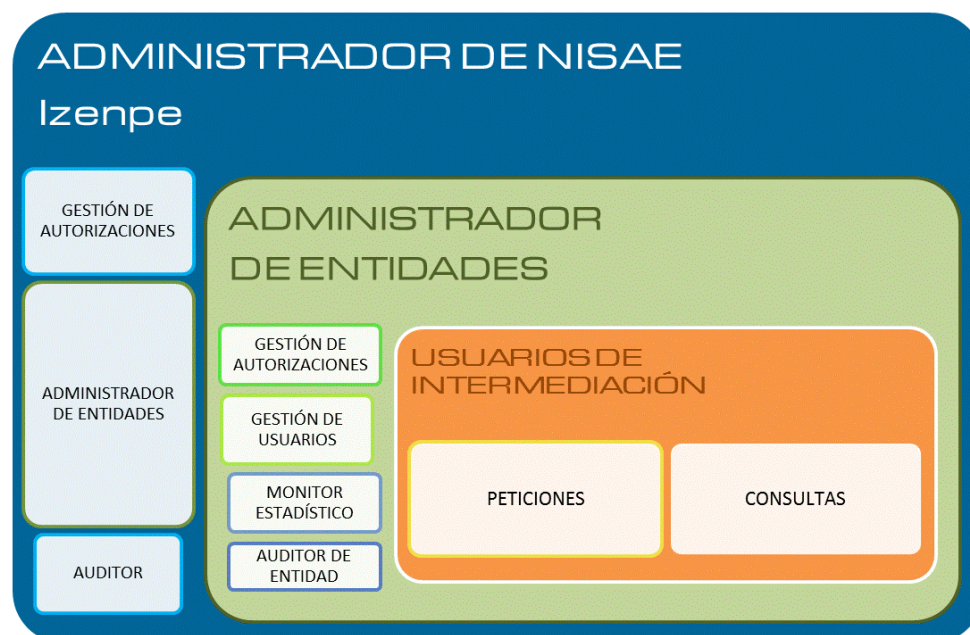 ADMINISTRADOR DE NISAE
Izenpe
GESTIÓN DE
AUTORIZACIONES
ADMINISTRADOR
DE ENTIDADES
AUDITOR
ADMINISTRADOR
DE ENTIDADES
GESTIÓN DE
AUTORIZACIONES
GESTIÓN DE
USUARIOS
MONITOR
ESTADÍSTICO
AUDITOR DE
ENTIDAD
USUARIOS DE
INTERMEDIACIÓN
PETICIONES
CONSULTAS